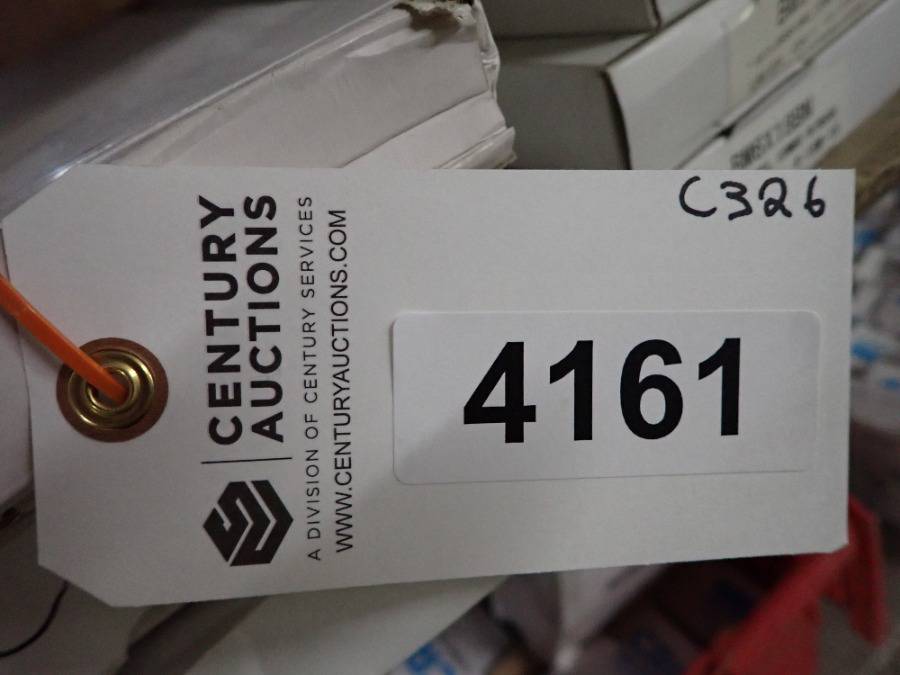 C326
CENTURY
AUCTIONS
A DIVISION OF CENTURY SERVICES
WWW.CENTURYAUCTIONS.COM
4161